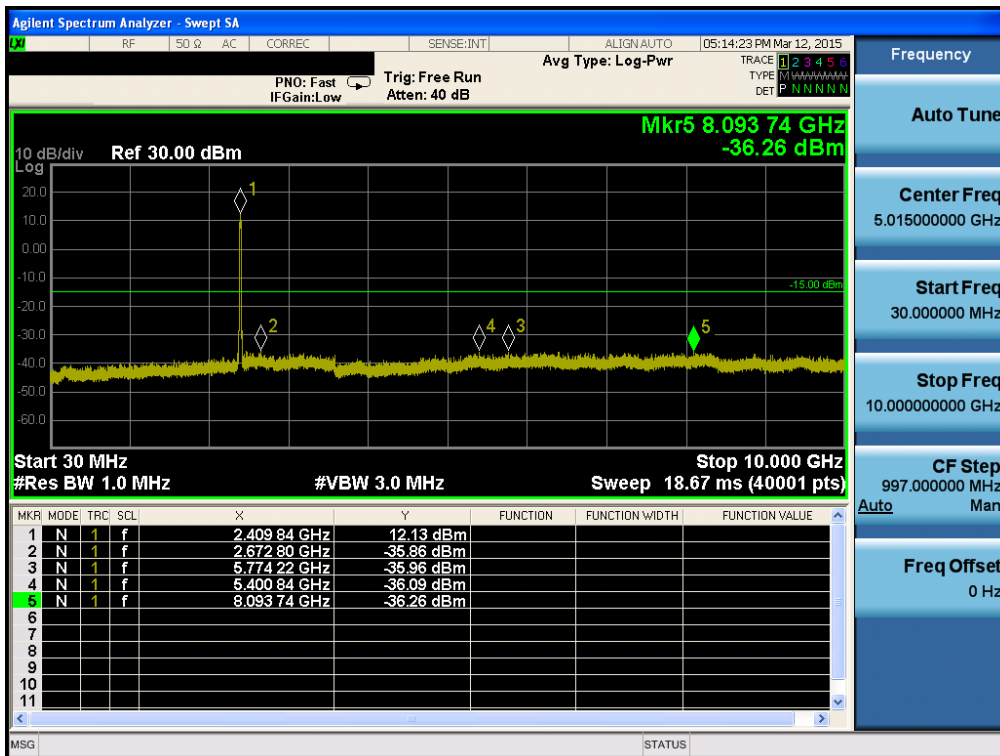 Agilent Spectrum Analyzer - Swept SA
LXI RF 50 Ω AC CORREC SENSE:INT ALIGN AUTO 05:14:23 PM Mar 12, 2015
Avg Type: Log-Pwr TRACE 1 2 3 4 5 6
PNO: Fast Trig: Free Run TYPE M
IFGain:Low Atten: 40 dB DET P N N N N N
Mkr5 8.093 74 GHz
-36.26 dBm
10 dB/div Ref 30.00 dBm
Log
20.0
10.0
0.00
-10.0
-20.0
-30.0
-40.0
-50.0
-60.0
1
2
4
3
5
-15.00 dBm
Start 30 MHz Stop 10.000 GHz
#Res BW 1.0 MHz #VBW 3.0 MHz Sweep 18.67 ms (40001 pts)
MKR MODE TRC SCL X Y FUNCTION FUNCTION WIDTH FUNCTION VALUE
1 N 1 f 2.409 84 GHz 12.13 dBm
2 N 1 f 2.672 80 GHz -35.86 dBm
3 N 1 f 5.774 22 GHz -35.96 dBm
4 N 1 f 5.400 84 GHz -36.09 dBm
5 N 1 f 8.093 74 GHz -36.26 dBm
6
7
8
9
10
11
MSG STATUS
Frequency
Auto Tune
Center Freq
5.015000000 GHz
Start Freq
30.000000 MHz
Stop Freq
10.000000000 GHz
CF Step
997.000000 MHz
Auto Man
Freq Offset
0 Hz